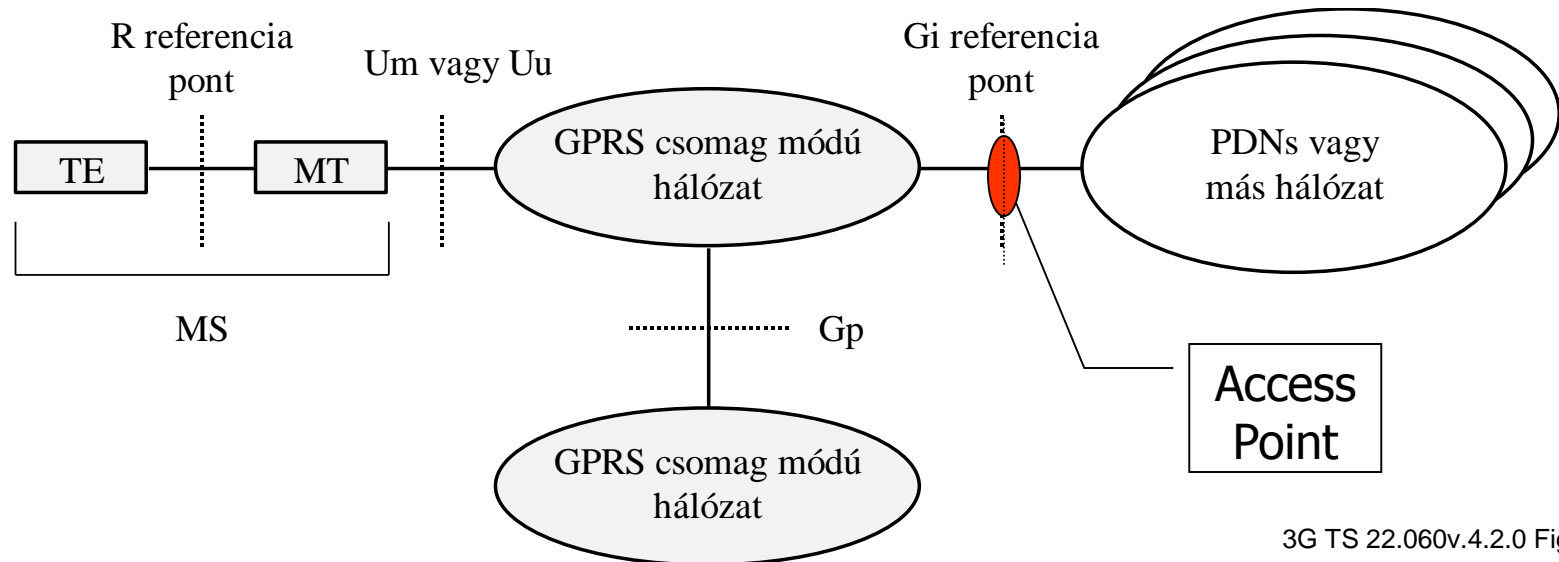 R referencia
pont
Um vagy Uu
Gi referencia
pont
TE
MT
GPRS csomag módú
hálózat
PDNs vagy
más hálózat
MS
Gp
Access
Point
GPRS csomag módú
hálózat
3G TS 22.060v.4.2.0 Fig